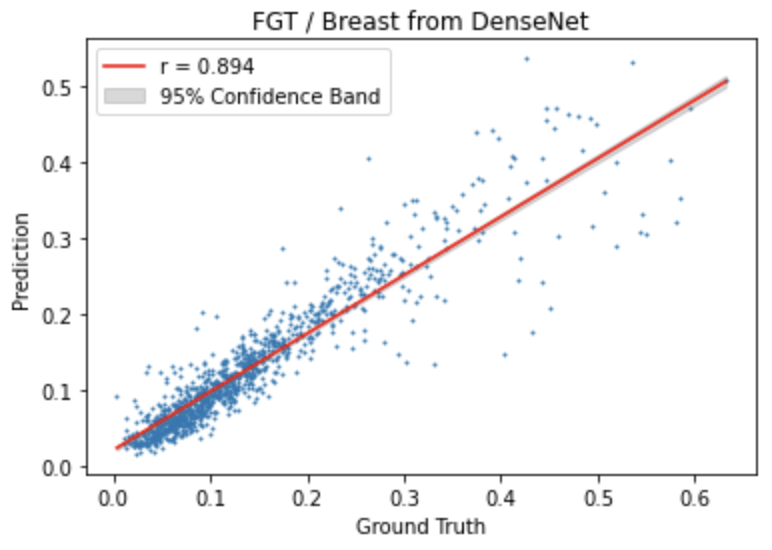 FGT / Breast from DenseNet
r = 0.894
95% Confidence Band
0.5
0.4
0.3
0.2
0.1
0.0
Prediction
0.0 0.1 0.2 0.3 0.4 0.5 0.6
Ground Truth